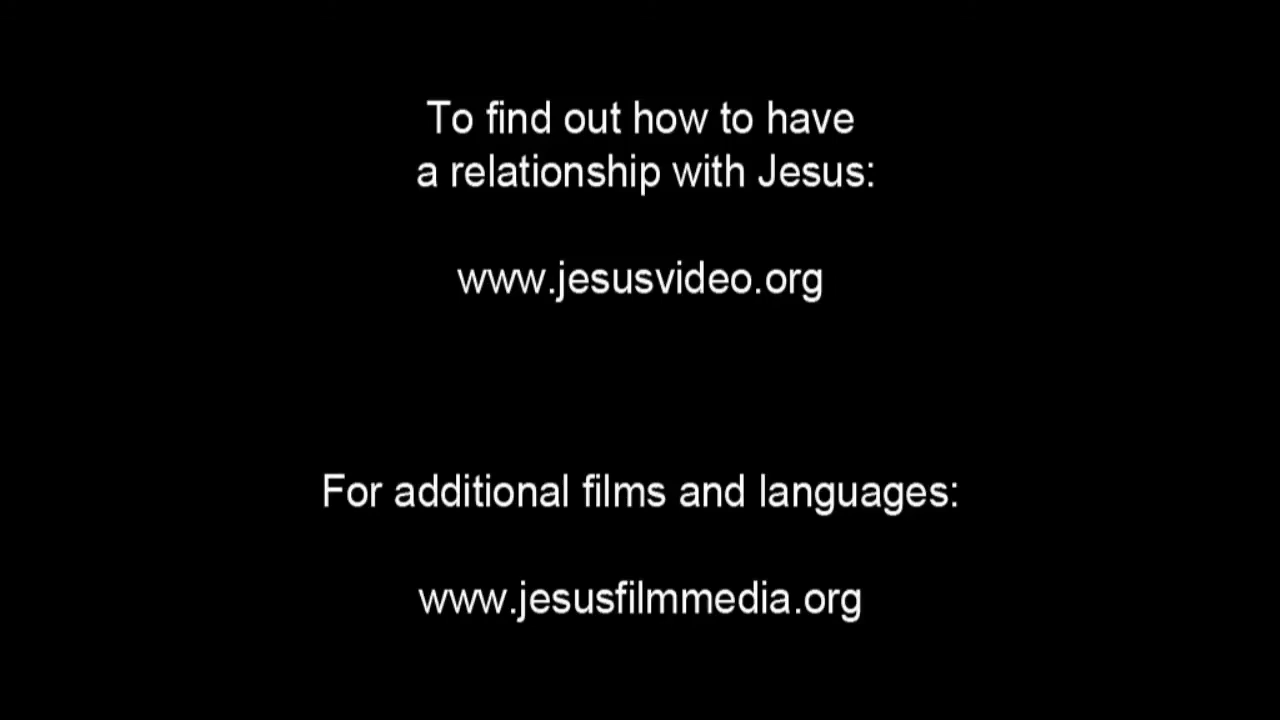 To find out how to have
a relationship with Jesus:
www.jesusvideo.org
For additional films and languages:
www.jesusfilmmedia.org